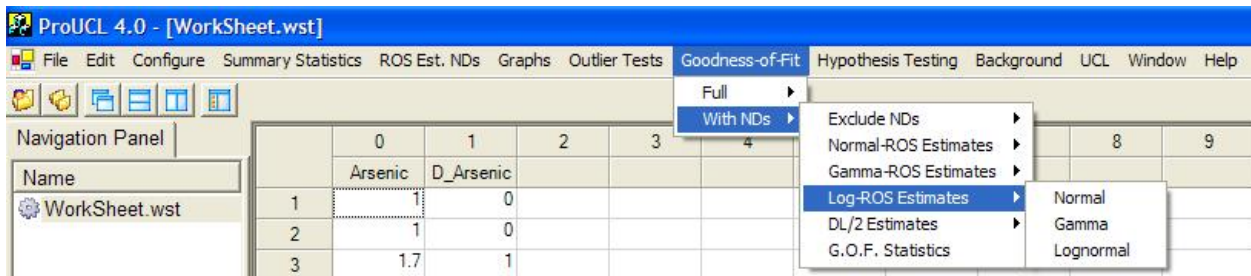 ProUCL 4.0 - [WorkSheet.wst]
File Edit Configure Summary Statistics ROS Est. NDs Graphs Outlier Tests Goodness-of-Fit Hypothesis Testing Background UCL Window Help
Full
With NDs
Exclude NDs
Normal-ROS Estimates
Gamma-ROS Estimates
Log-ROS Estimates
DL/2 Estimates
G.O.F. Statistics
Normal
Gamma
Lognormal
Navigation Panel
Name
WorkSheet.wst
0 1 2 3 4 8 9
Arsenic D_Arsenic
1 1 0
2 1 0
3 1.7 1